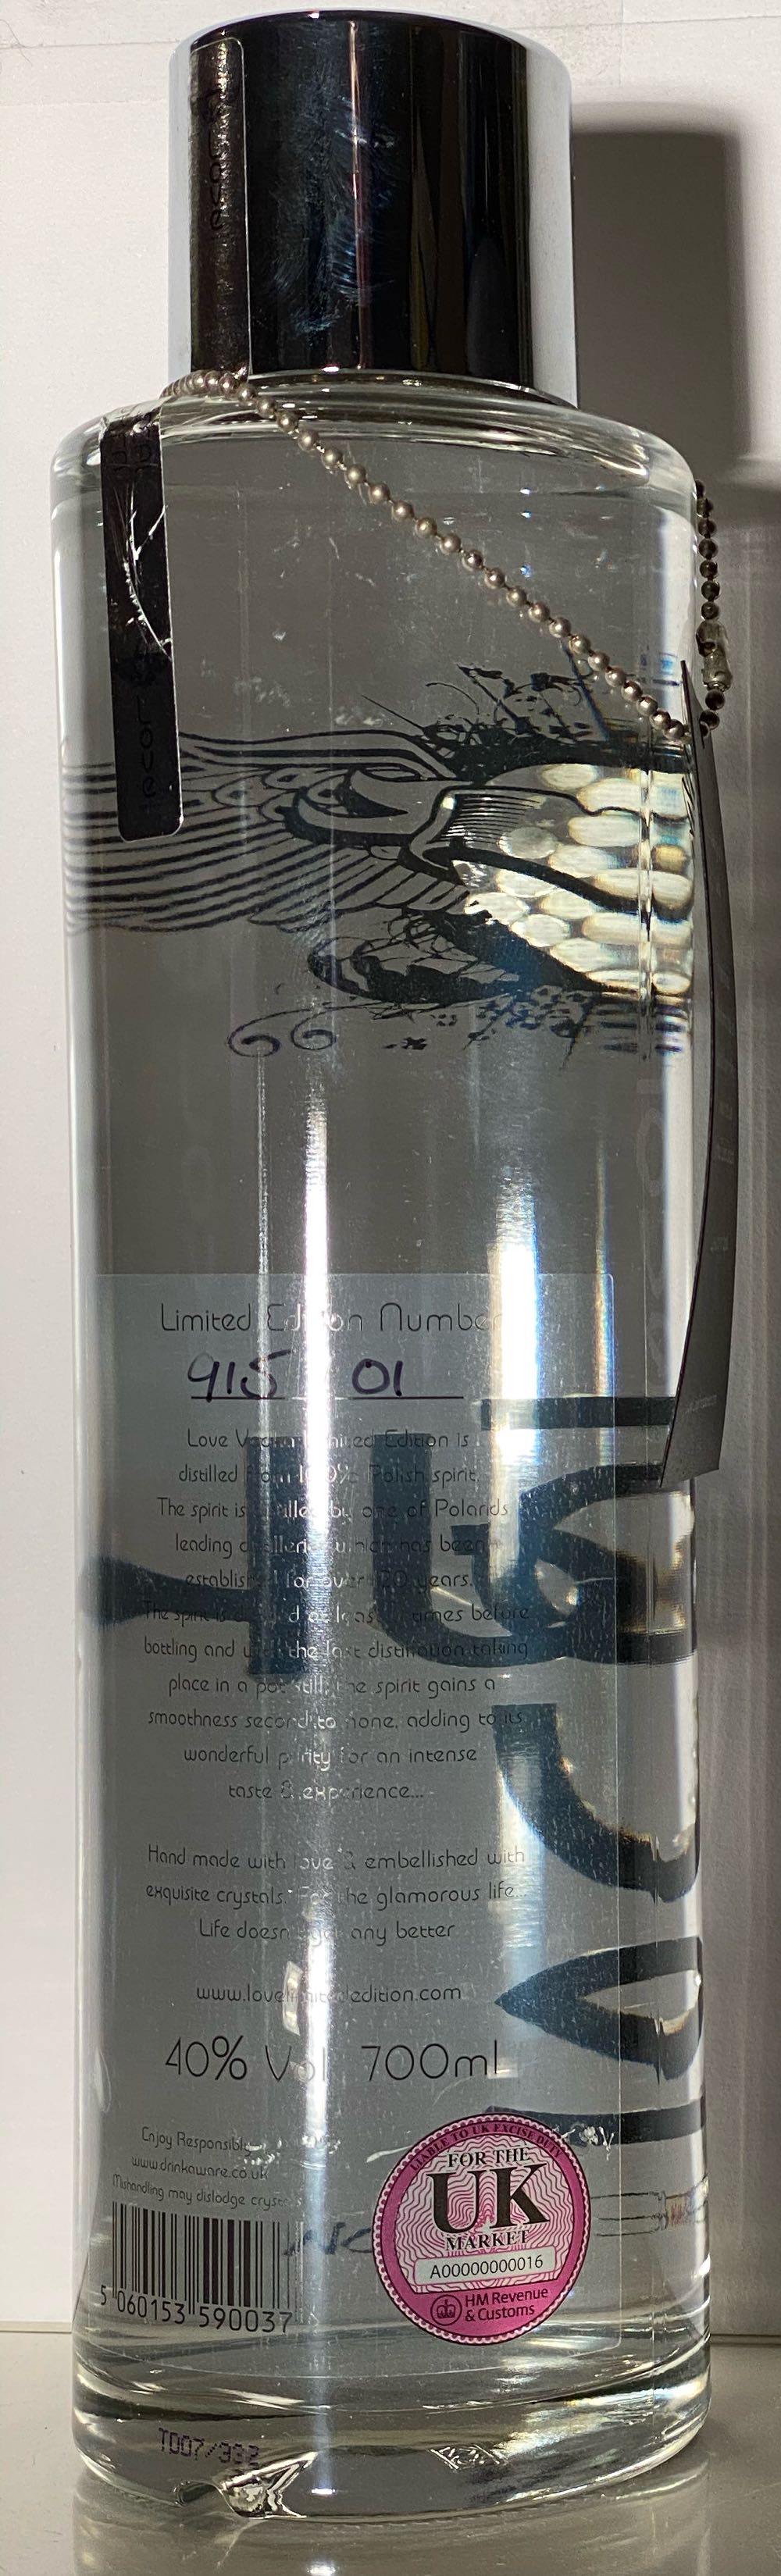 Love
Limited Edition Number
915 01
Love Vodka Limited Edition is
distilled from 100% Polish spirit.
The spirit is distilled by one of Polands
leading distilleries which has been
established for over 20 years.
The spirit is distilled at least times before
bottling and with the last distillation taking
place in a pot still, the spirit gains a
smoothness second to none, adding to its
wonderful purity for an intense
taste & experience...
Hand made with love & embellished with
exquisite crystals. For the glamorous life...
Life doesn't get any better
www.lovelimitededition.com
40% Vol 700ml
Enjoy Responsibly
www.drinkaware.co.uk
Mishandling may dislodge crystals
5 060153 590037
LIABLE TO UK EXCISE DUTY
FOR THE
UK
MARKET
A00000000016
HM Revenue
& Customs
T007/332